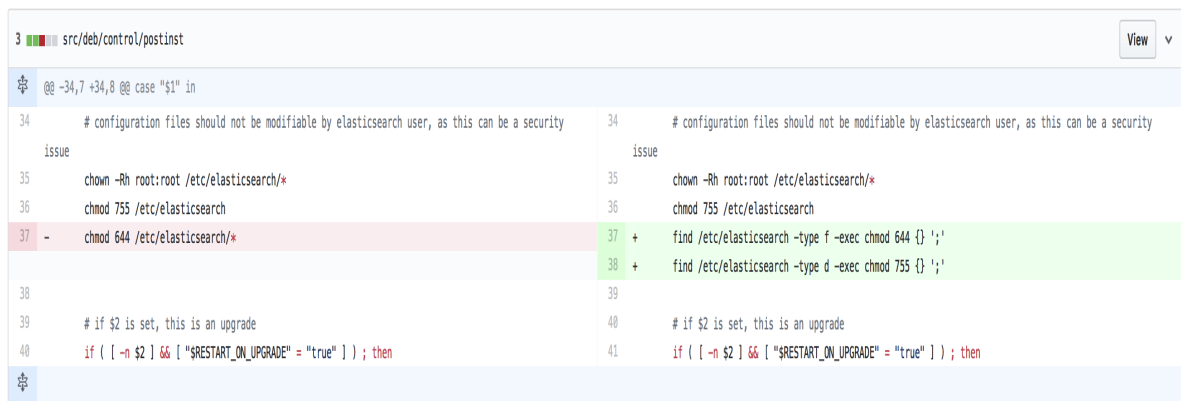 3 src/deb/control/postinst View
@@ -34,7 +34,8 @@ case "$1" in
34 # configuration files should not be modifiable by elasticsearch user, as this can be a security
issue
35 chown -Rh root:root /etc/elasticsearch/*
36 chmod 755 /etc/elasticsearch
37 - chmod 644 /etc/elasticsearch/*
38
39 # if $2 is set, this is an upgrade
40 if ( [ -n $2 ] && [ "$RESTART_ON_UPGRADE" = "true" ] ) ; then
34 # configuration files should not be modifiable by elasticsearch user, as this can be a security
issue
35 chown -Rh root:root /etc/elasticsearch/*
36 chmod 755 /etc/elasticsearch
37 + find /etc/elasticsearch -type f -exec chmod 644 {} ';'
38 + find /etc/elasticsearch -type d -exec chmod 755 {} ';'
39
40 # if $2 is set, this is an upgrade
41 if ( [ -n $2 ] && [ "$RESTART_ON_UPGRADE" = "true" ] ) ; then